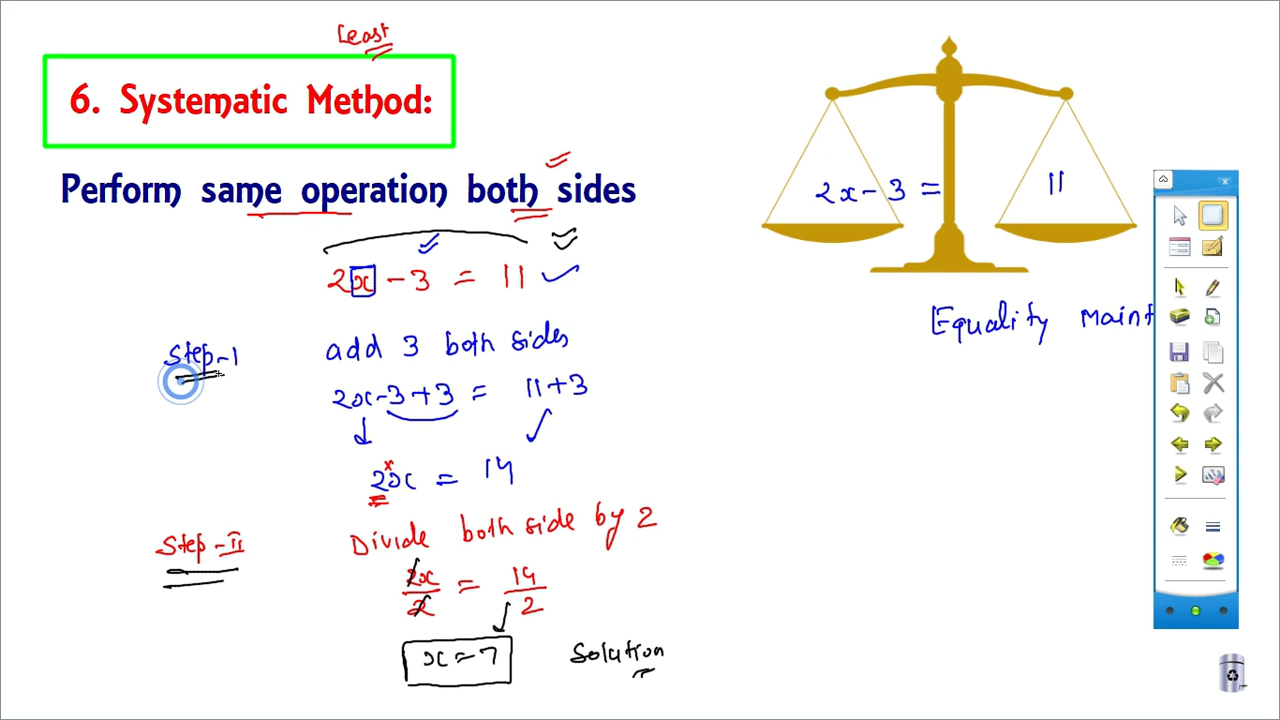 Least
6. Systematic Method:
Perform same operation both sides
2x - 3 = 11
2x - 3 = 11
Equality Maint
Step-1 add 3 both sides
2x - 3 + 3 = 11 + 3
2x = 14
Step-II Divide both side by 2
2x/2 = 14/2
x = 7 Solution